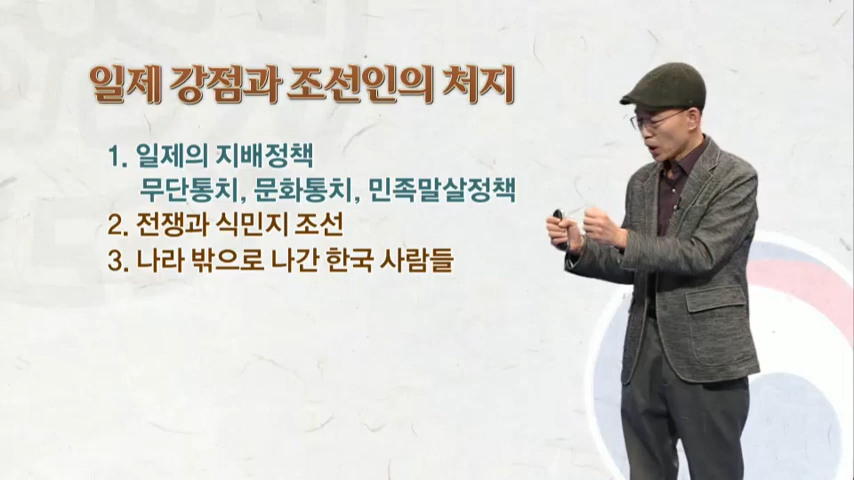 일제 강점과 조선인의 처지
1. 일제의 지배정책
무단통치, 문화통치, 민족말살정책
2. 전쟁과 식민지 조선
3. 나라 밖으로 나간 한국 사람들